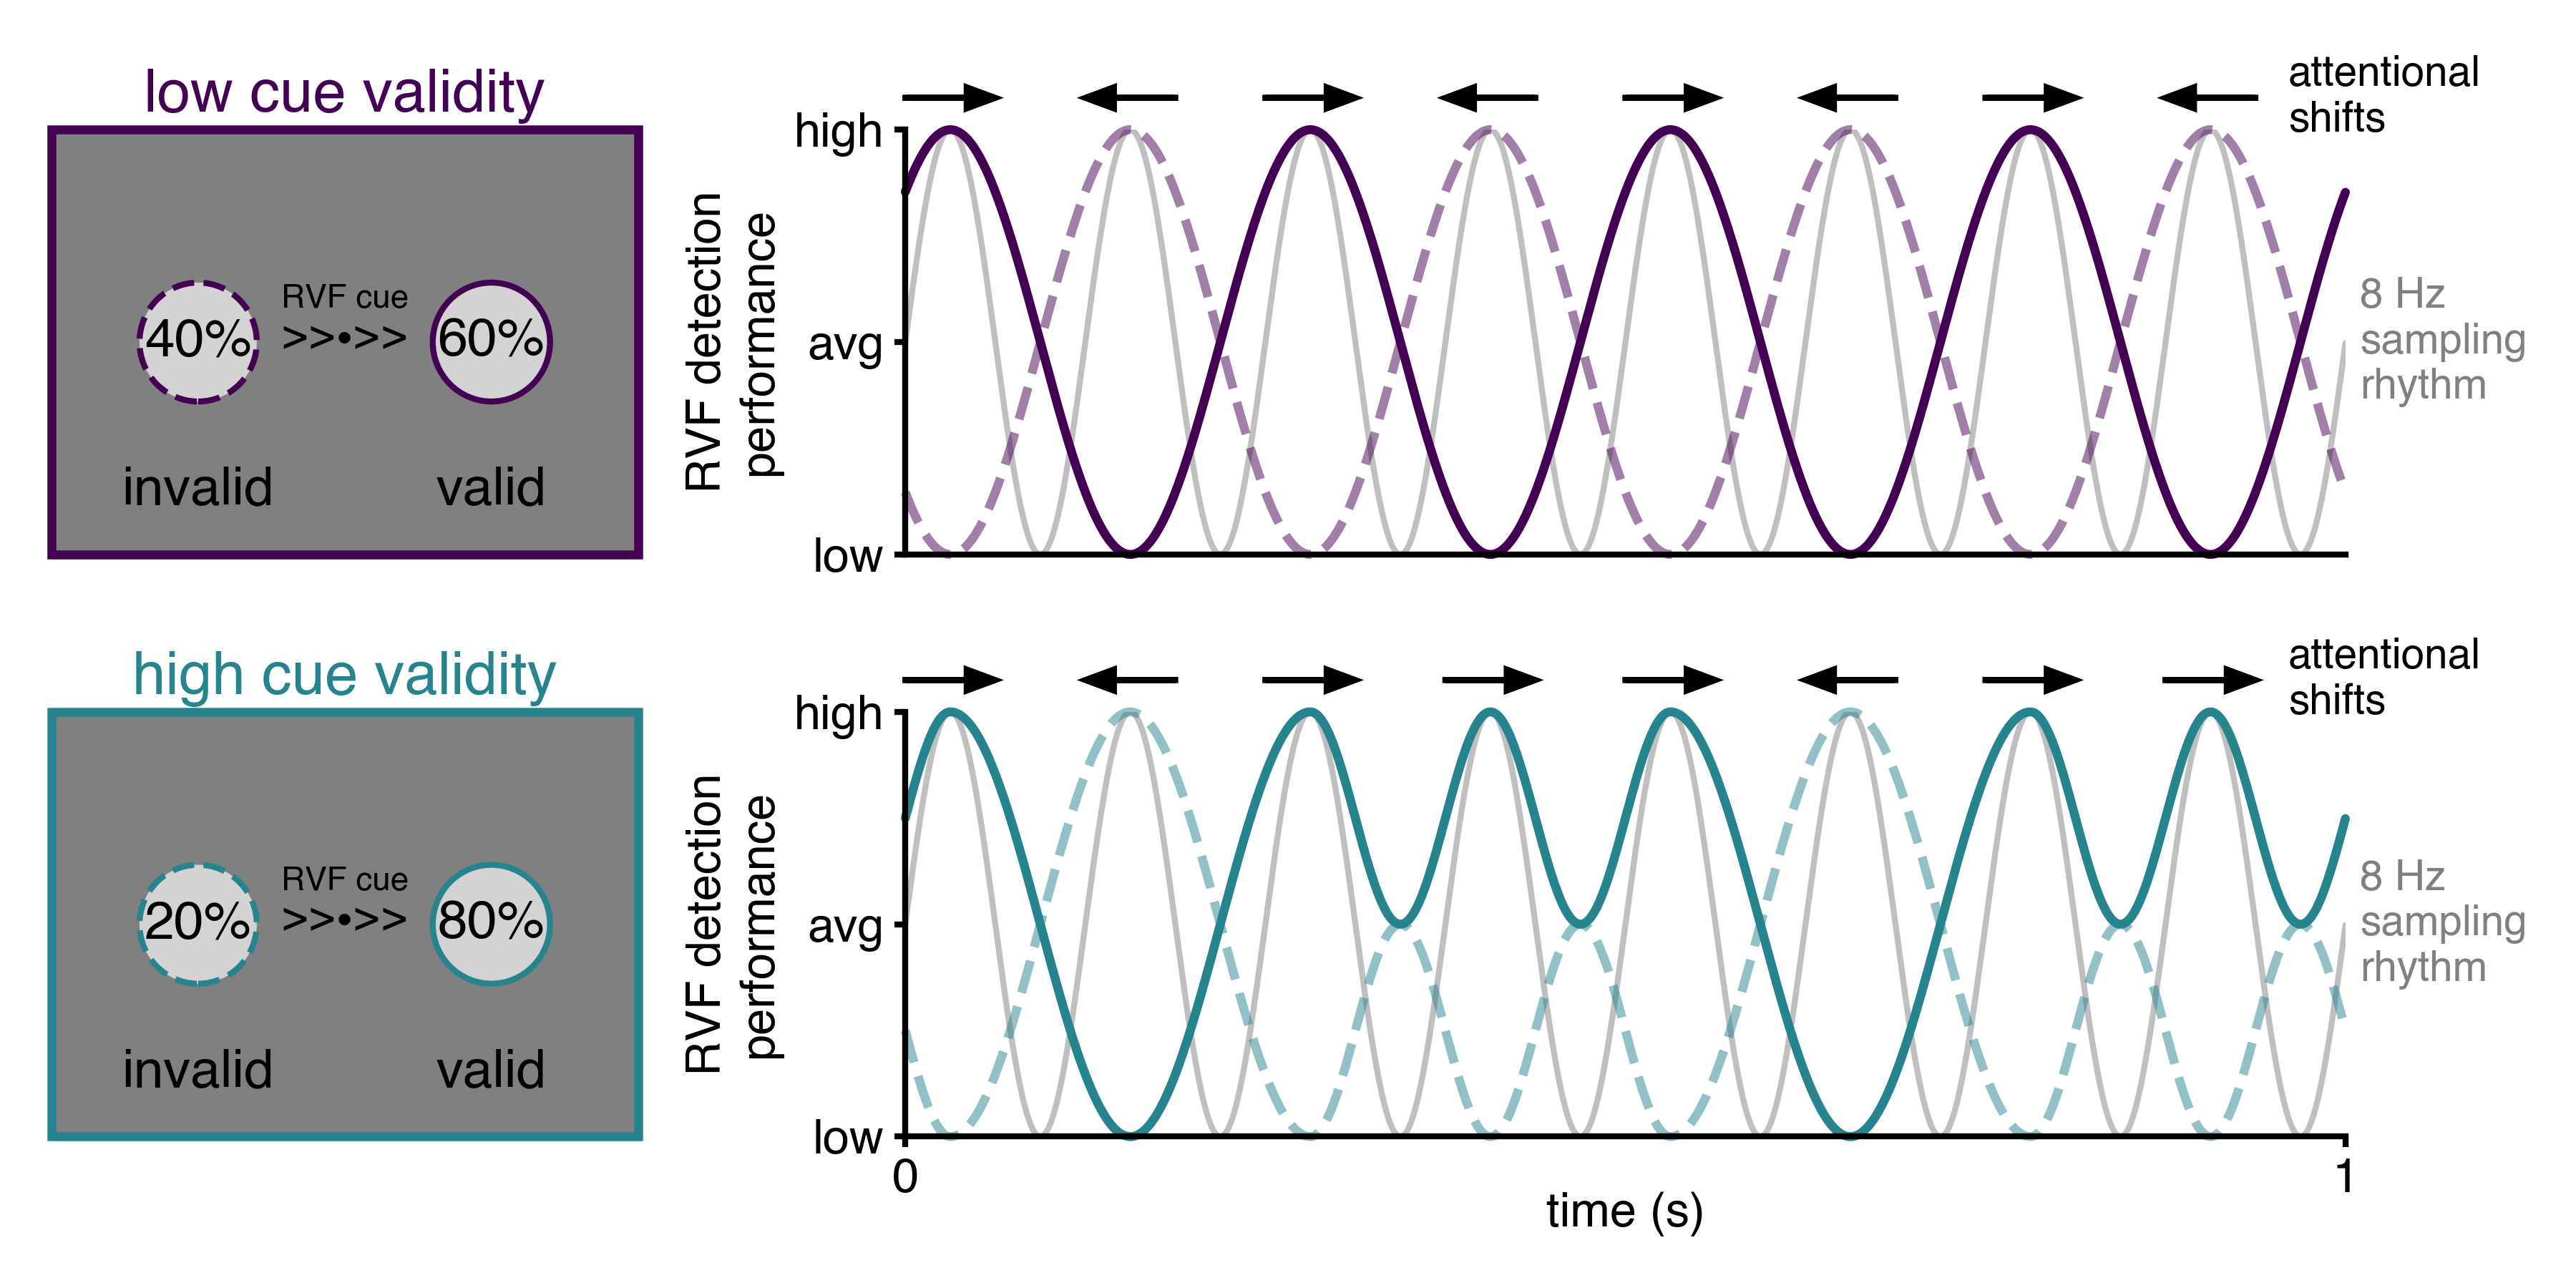 low cue validity
40%
RVF cue
>>•>>
60%
invalid
valid
RVF detection
performance
high
avg
low
attentional
shifts
8 Hz
sampling
rhythm
high cue validity
20%
RVF cue
>>•>>
80%
invalid
valid
RVF detection
performance
high
avg
low
attentional
shifts
8 Hz
sampling
rhythm
0
1
time (s)